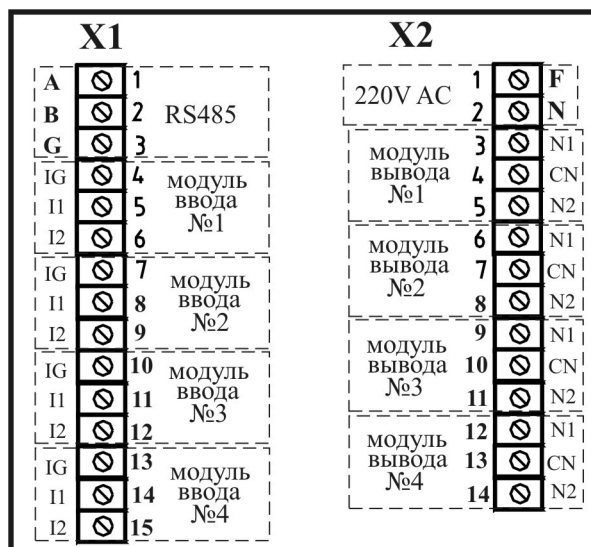 X1
A 1
B 2 RS485
G 3
IG 4 модуль
I1 5 ввода
I2 6 №1
IG 7 модуль
I1 8 ввода
I2 9 №2
IG 10 модуль
I1 11 ввода
I2 12 №3
IG 13 модуль
I1 14 ввода
I2 15 №4
X2
220V AC 1 F
2 N
модуль 3 N1
вывода 4 CN
№1 5 N2
модуль 6 N1
вывода 7 CN
№2 8 N2
модуль 9 N1
вывода 10 CN
№3 11 N2
модуль 12 N1
вывода 13 CN
№4 14 N2